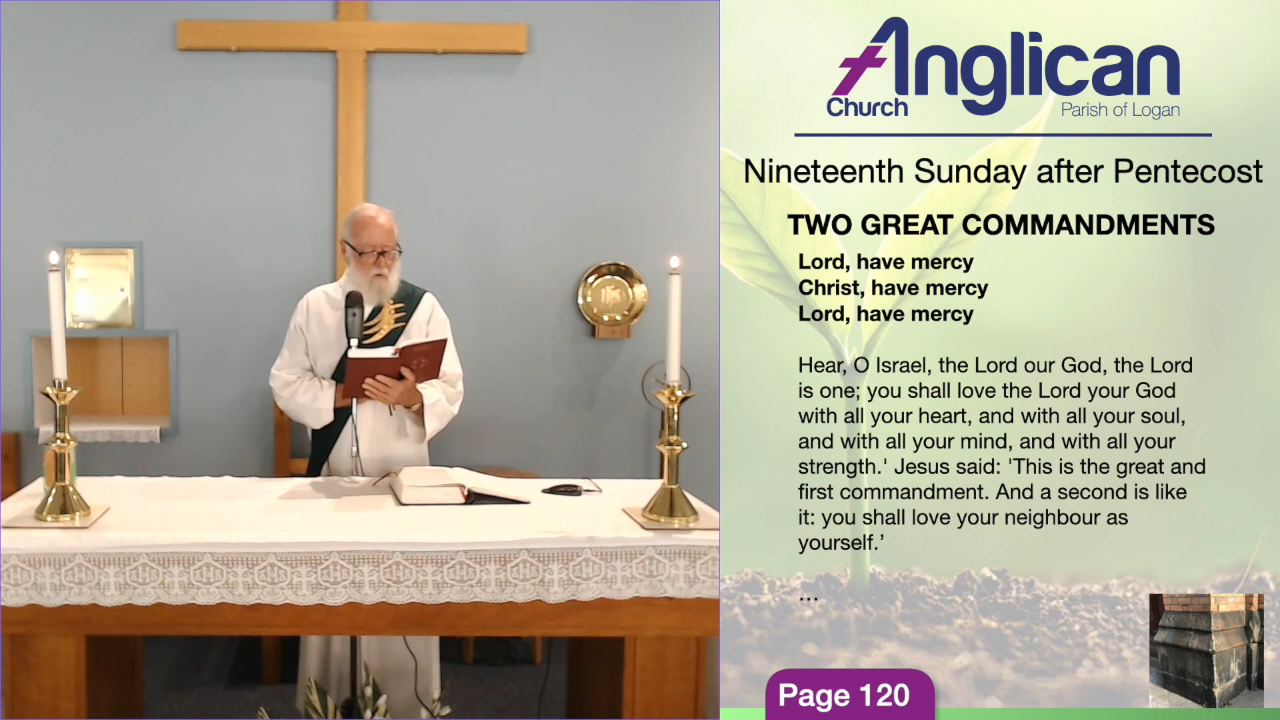 Anglican
Church
Parish of Logan
Nineteenth Sunday after Pentecost
TWO GREAT COMMANDMENTS
Lord, have mercy
Christ, have mercy
Lord, have mercy
Hear, O Israel, the Lord our God, the Lord
is one; you shall love the Lord your God
with all your heart, and with all your soul,
and with all your mind, and with all your
strength.' Jesus said: 'This is the great and
first commandment. And a second is like
it: you shall love your neighbour as
yourself.’
...
Page 120